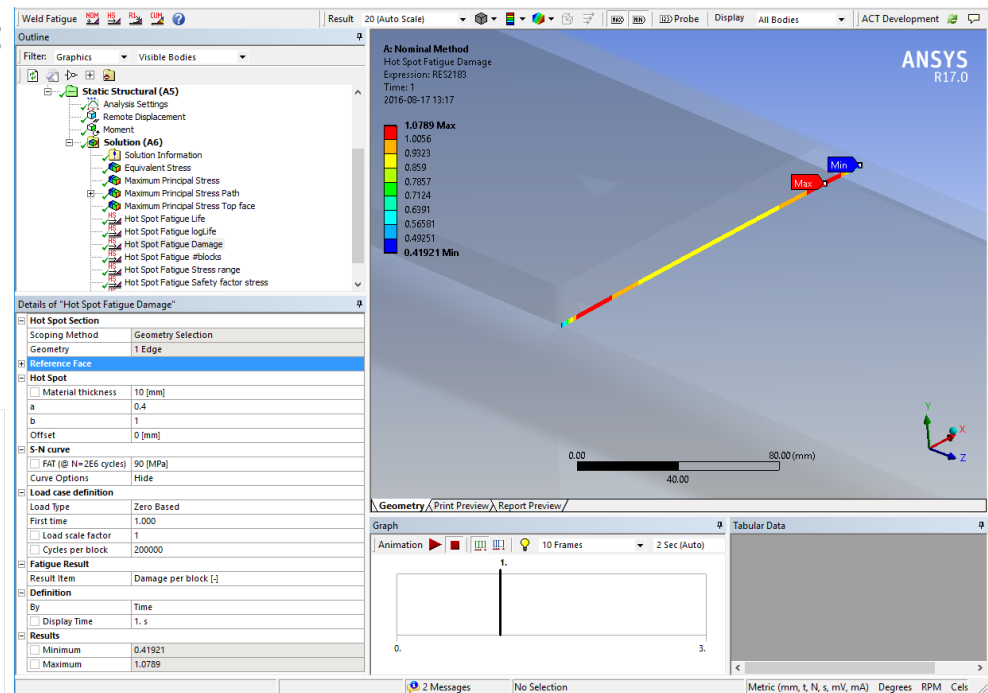 Weld Fatigue NOM HS R1 CUM Result 20 (Auto Scale) Probe Display All Bodies ACT Development
Outline
Filter: Graphics Visible Bodies
Static Structural (A5)
Analysis Settings
Remote Displacement
Moment
Solution (A6)
Solution Information
Equivalent Stress
Maximum Principal Stress
Maximum Principal Stress Path
Maximum Principal Stress Top face
Hot Spot Fatigue Life
Hot Spot Fatigue logLife
Hot Spot Fatigue Damage
Hot Spot Fatigue #blocks
Hot Spot Fatigue Stress range
Hot Spot Fatigue Safety factor stress
Details of "Hot Spot Fatigue Damage"
Hot Spot Section
Scoping Method Geometry Selection
Geometry 1 Edge
Reference Face
Hot Spot
Material thickness 10 [mm]
a 0.4
b 1
Offset 0 [mm]
S-N curve
FAT (@ N=2E6 cycles) 90 [MPa]
Curve Options Hide
Load case definition
Load Type Zero Based
First time 1.000
Load scale factor 1
Cycles per block 200000
Fatigue Result
Result Item Damage per block [-]
Definition
By Time
Display Time 1. s
Results
Minimum 0.41921
Maximum 1.0789
A: Nominal Method
Hot Spot Fatigue Damage
Expression: RES2183
Time: 1
2016-08-17 13:17
1.0789 Max
1.0056
0.9323
0.859
0.7857
0.7124
0.6391
0.56581
0.49251
0.41921 Min
ANSYS
R17.0
Min
Max
Y
X
Z
0.00 80.00 (mm)
40.00
Geometry Print Preview Report Preview
Graph
Animation 10 Frames 2 Sec (Auto)
1.
0. 3.
Tabular Data
2 Messages No Selection Metric (mm, t, N, s, mV, mA) Degrees RPM Cels